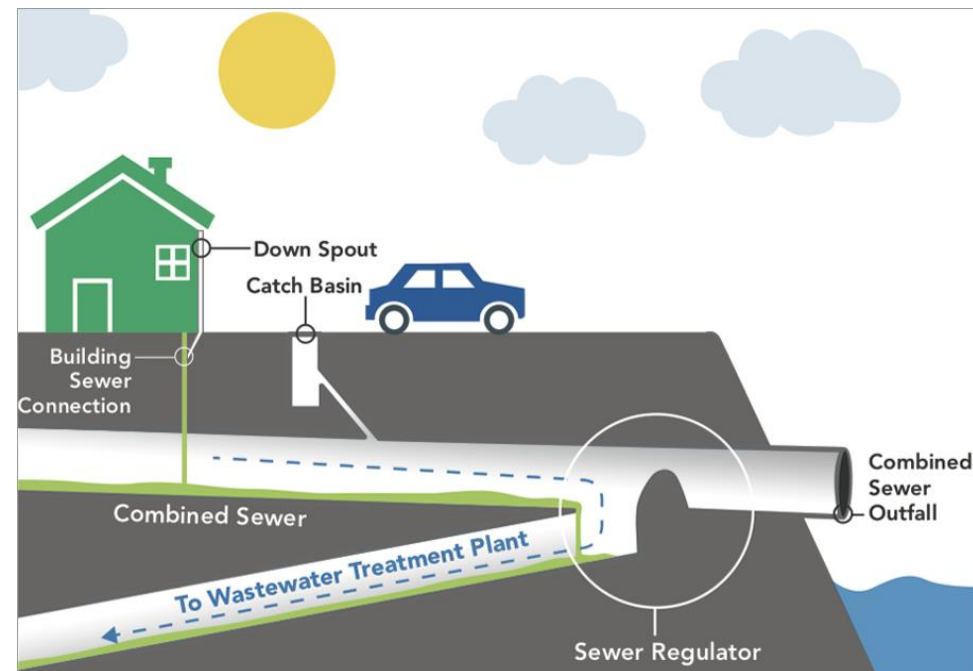 Down Spout
Catch Basin
Building
Sewer
Connection
Combined
Sewer
Outfall
Combined Sewer
To Wastewater Treatment Plant
Sewer Regulator